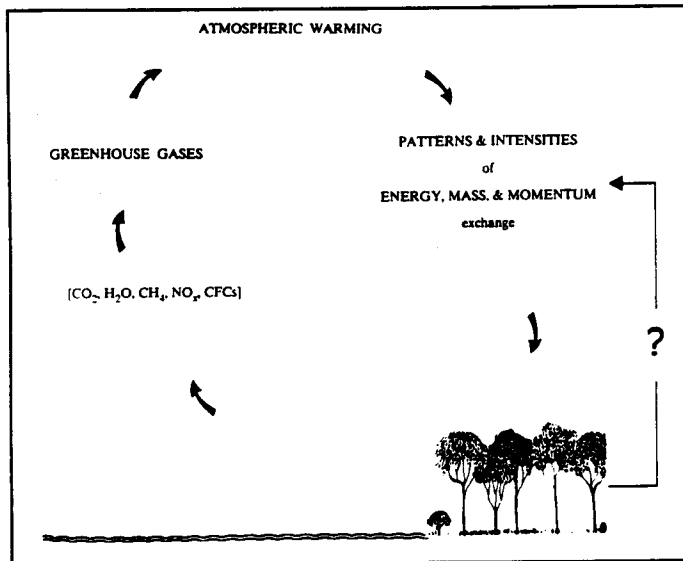 ATMOSPHERIC WARMING
GREENHOUSE GASES
PATTERNS & INTENSITIES
of
ENERGY, MASS. & MOMENTUM
exchange
[CO₂, H₂O, CH₄, NOₓ, CFCs]
?